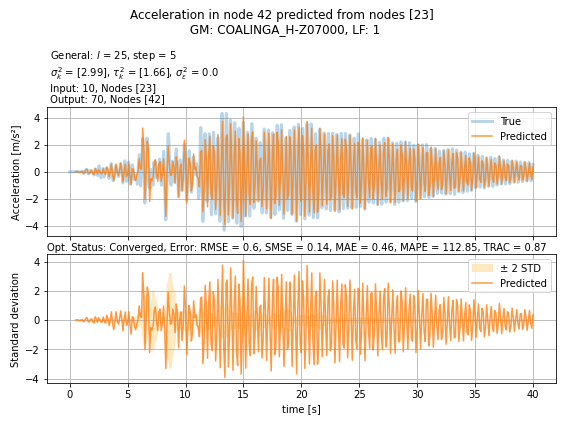 Acceleration in node 42 predicted from nodes [23]
GM: COALINGA_H-Z07000, LF: 1
General: l = 25, step = 5
σ²ₖ = [2.99], τ²ₖ = [1.66], σ²ε = 0.0
Input: 10, Nodes [23]
Output: 70, Nodes [42]
Acceleration [m/s²]
4
2
0
−2
−4
True
Predicted
Opt. Status: Converged, Error: RMSE = 0.6, SMSE = 0.14, MAE = 0.46, MAPE = 112.85, TRAC = 0.87
Standard deviation
4
2
0
−2
−4
± 2 STD
Predicted
0 5 10 15 20 25 30 35 40
time [s]